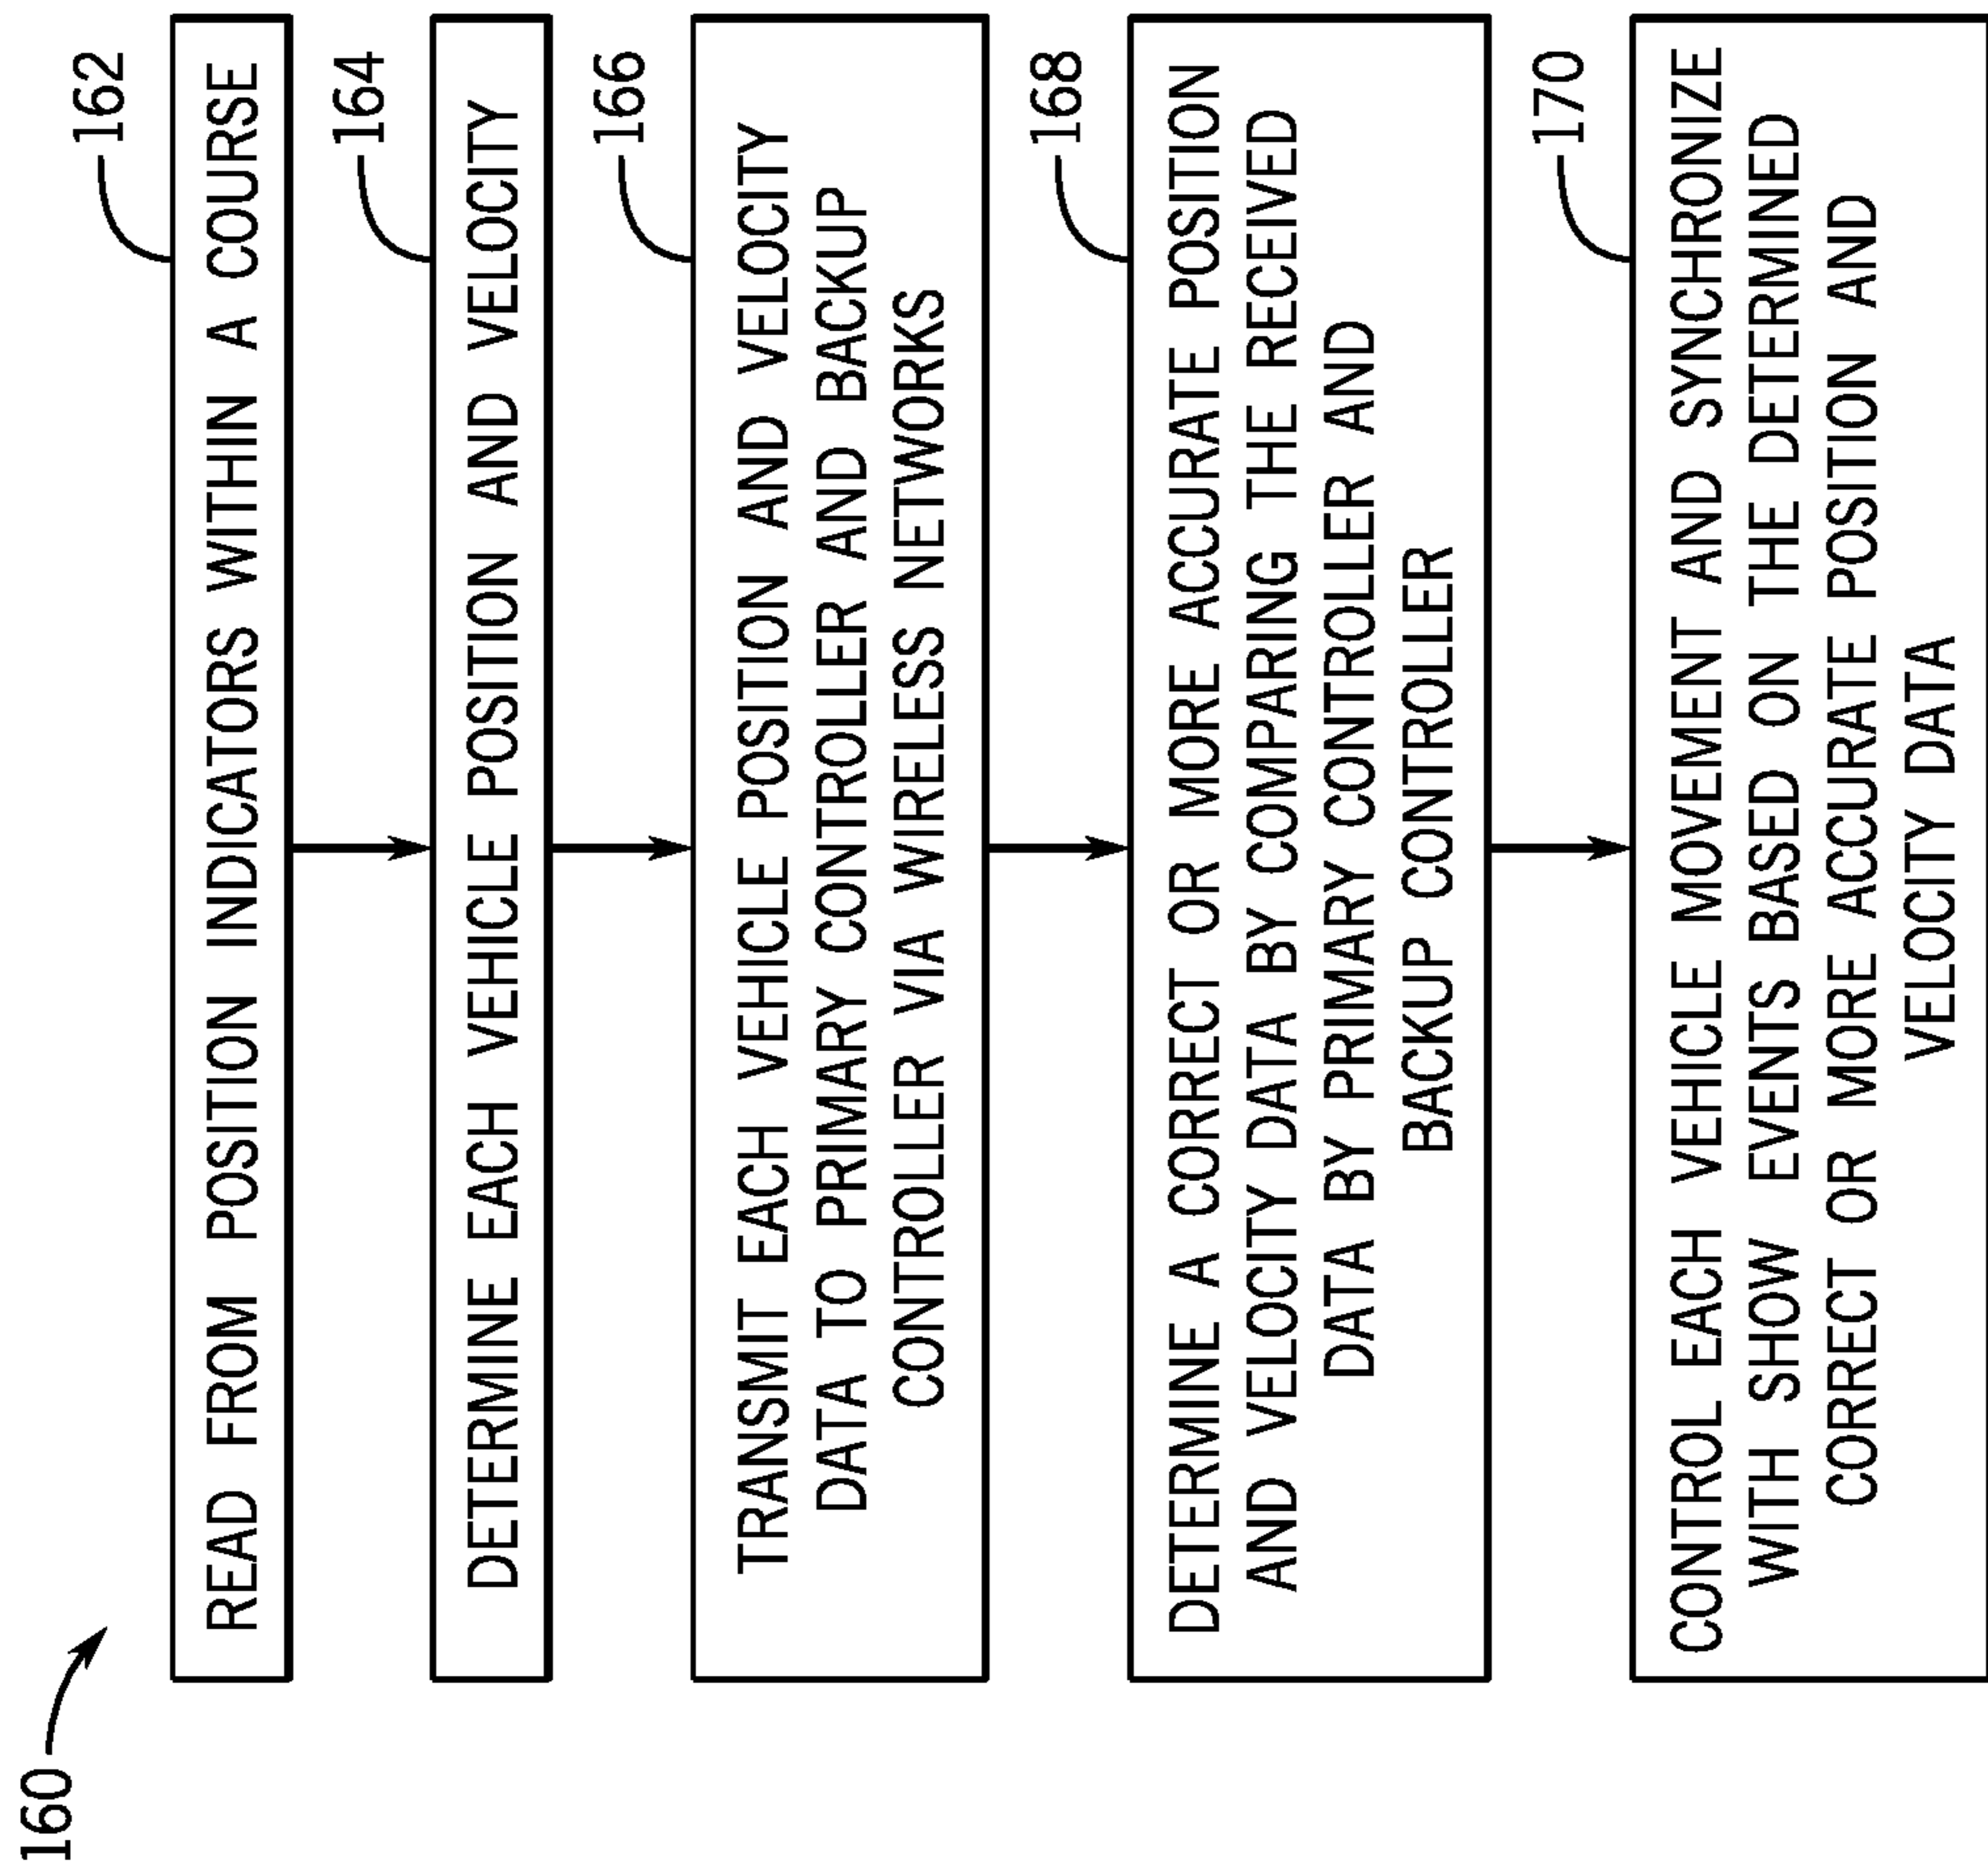 160
162
READ FROM POSITION INDICATORS WITHIN A COURSE
164
DETERMINE EACH VEHICLE POSITION AND VELOCITY
166
TRANSMIT EACH VEHICLE POSITION AND VELOCITY
DATA TO PRIMARY CONTROLLER AND BACKUP
CONTROLLER VIA WIRELESS NETWORKS
168
DETERMINE A CORRECT OR MORE ACCURATE POSITION
AND VELOCITY DATA BY COMPARING THE RECEIVED
DATA BY PRIMARY CONTROLLER AND
BACKUP CONTROLLER
170
CONTROL EACH VEHICLE MOVEMENT AND SYNCHRONIZE
WITH SHOW EVENTS BASED ON THE DETERMINED
CORRECT OR MORE ACCURATE POSITION AND
VELOCITY DATA